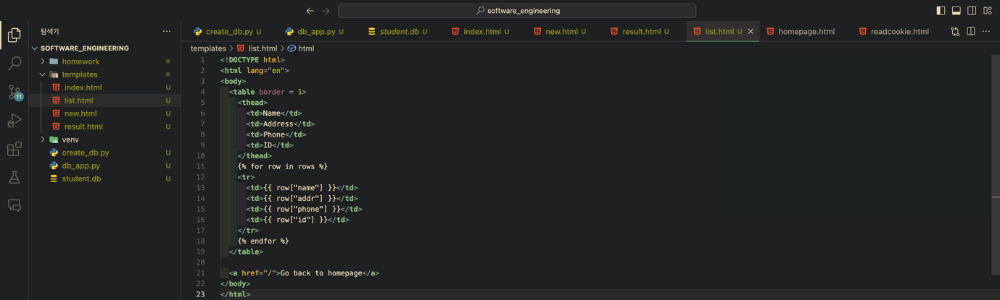 software_engineering
탐색기
SOFTWARE_ENGINEERING
homework
templates
index.html U
list.html U
new.html U
result.html U
venv
create_db.py U
db_app.py U
student.db U
11
create_db.py U db_app.py U student.db U index.html U new.html U result.html U list.html U homepage.html readcookie.html
templates > list.html > html
1 <!DOCTYPE html>
2 <html lang="en">
3 <body>
4 <table border = 1>
5 <thead>
6 <td>Name</td>
7 <td>Address</td>
8 <td>Phone</td>
9 <td>ID</td>
10 </thead>
11 {% for row in rows %}
12 <tr>
13 <td>{{ row["name"] }}</td>
14 <td>{{ row["addr"] }}</td>
15 <td>{{ row["phone"] }}</td>
16 <td>{{ row["id"] }}</td>
17 </tr>
18 {% endfor %}
19 </table>
20
21 <a href="/">Go back to homepage</a>
22 </body>
23 </html>